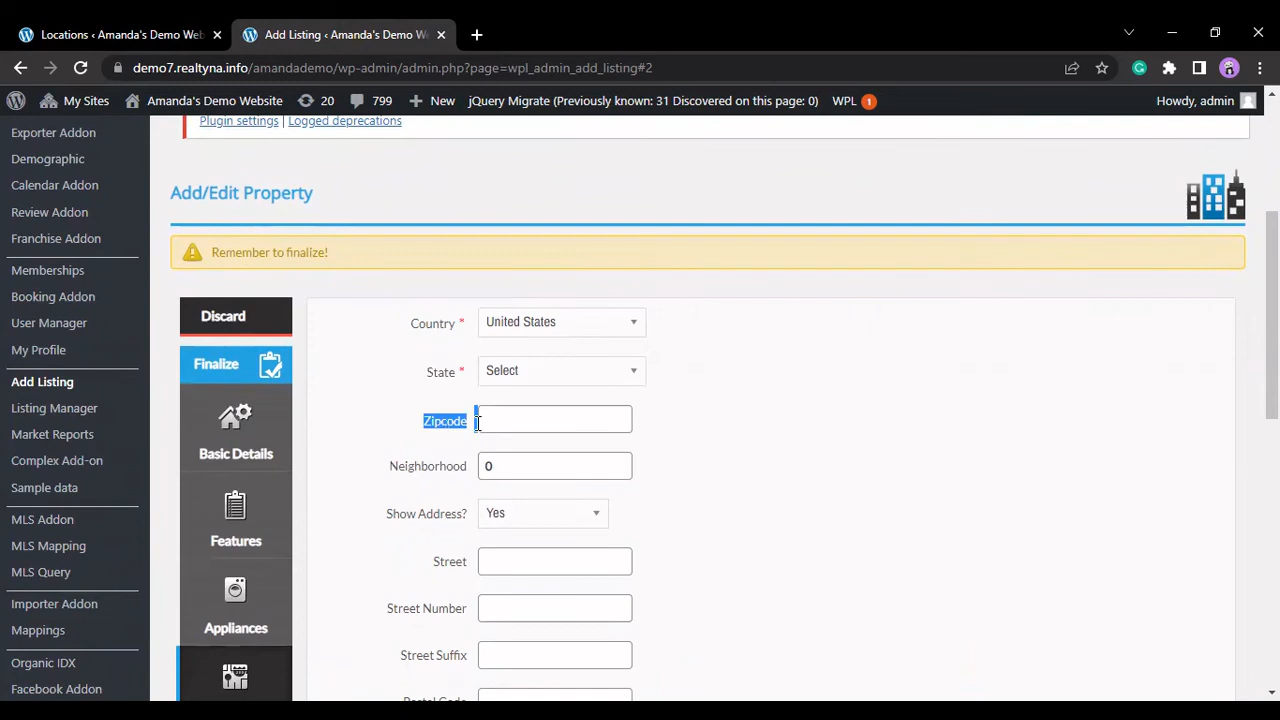 Locations ‹ Amanda's Demo Web
Add Listing ‹ Amanda's Demo W
demo7.realtyna.info/amandademo/wp-admin/admin.php?page=wpl_admin_add_listing#2
My Sites
Amanda's Demo Website
20
799
New
jQuery Migrate (Previously known: 31 Discovered on this page: 0)
WPL 1
Howdy, admin
Exporter Addon
Demographic
Calendar Addon
Review Addon
Franchise Addon
Memberships
Booking Addon
User Manager
My Profile
Add Listing
Listing Manager
Market Reports
Complex Add-on
Sample data
MLS Addon
MLS Mapping
MLS Query
Importer Addon
Mappings
Organic IDX
Facebook Addon
Plugin settings | Logged deprecations
Add/Edit Property
Remember to finalize!
Discard
Finalize
Basic Details
Features
Appliances
Country * United States
State * Select
Zipcode
Neighborhood 0
Show Address? Yes
Street
Street Number
Street Suffix
Postal Code